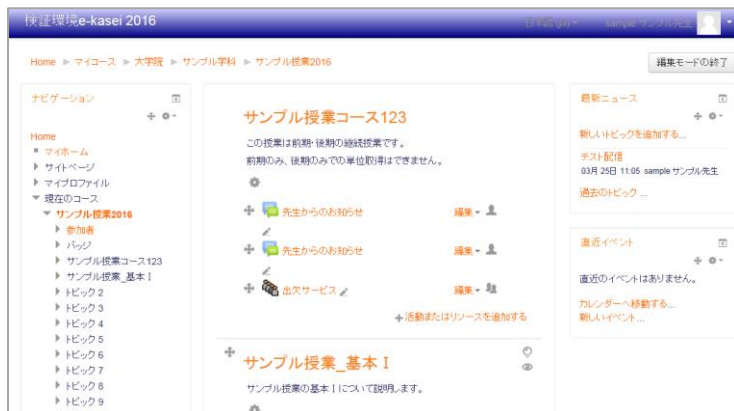 検証環境e-kasei 2016
日本語 (ja)
sample サンプル先生
Home ▶ マイコース ▶ 大学院 ▶ サンプル学科 ▶ サンプル授業2016
編集モードの終了
ナビゲーション
Home
マイホーム
サイトページ
マイプロファイル
現在のコース
サンプル授業2016
参加者
バッジ
サンプル授業コース123
サンプル授業_基本Ⅰ
トピック 2
トピック 3
トピック 4
トピック 5
トピック 6
トピック 7
トピック 8
トピック 9
サンプル授業コース123
この授業は前期・後期の継続授業です。
前期のみ、後期のみでの単位取得はできません。
先生からのお知らせ 編集
先生からのお知らせ 編集
出欠サービス 編集
+活動またはリソースを追加する
サンプル授業_基本Ⅰ
サンプル授業の基本Ⅰについて説明します。
最新ニュース
新しいトピックを追加する...
テスト配信
03月 25日 11:05 sample サンプル先生
過去のトピック ...
直近イベント
直近のイベントはありません。
カレンダーへ移動する...
新しいイベント...